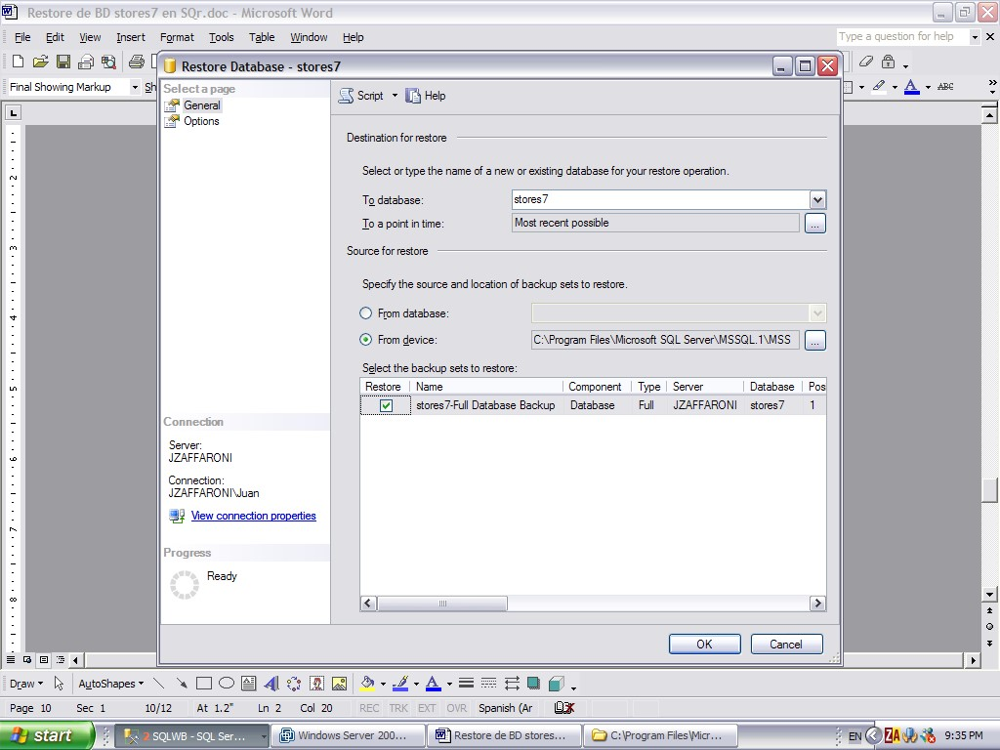 Restore de BD stores7 en SQr.doc - Microsoft Word
File Edit View Insert Format Tools Table Window Help
Type a question for help
Final Showing Markup
Restore Database - stores7
Select a page
General
Options
Script Help
Destination for restore
Select or type the name of a new or existing database for your restore operation.
To database: stores7
To a point in time: Most recent possible
...
Source for restore
Specify the source and location of backup sets to restore.
From database:
From device: C:\Program Files\Microsoft SQL Server\MSSQL.1\MSS
...
Select the backup sets to restore:
Restore Name Component Type Server Database Pos
stores7-Full Database Backup Database Full JZAFFARONI stores7 1
Connection
Server:
JZAFFARONI
Connection:
JZAFFARONI\Juan
View connection properties
Progress
Ready
OK Cancel
Draw AutoShapes
Page 10 Sec 1 10/12 At 1.2" Ln 2 Col 20 REC TRK EXT OVR Spanish (Ar
start 2 SQLWB - SQL Ser... Windows Server 200... Restore de BD stores... C:\Program Files\Micr... EN ZA 9:35 PM